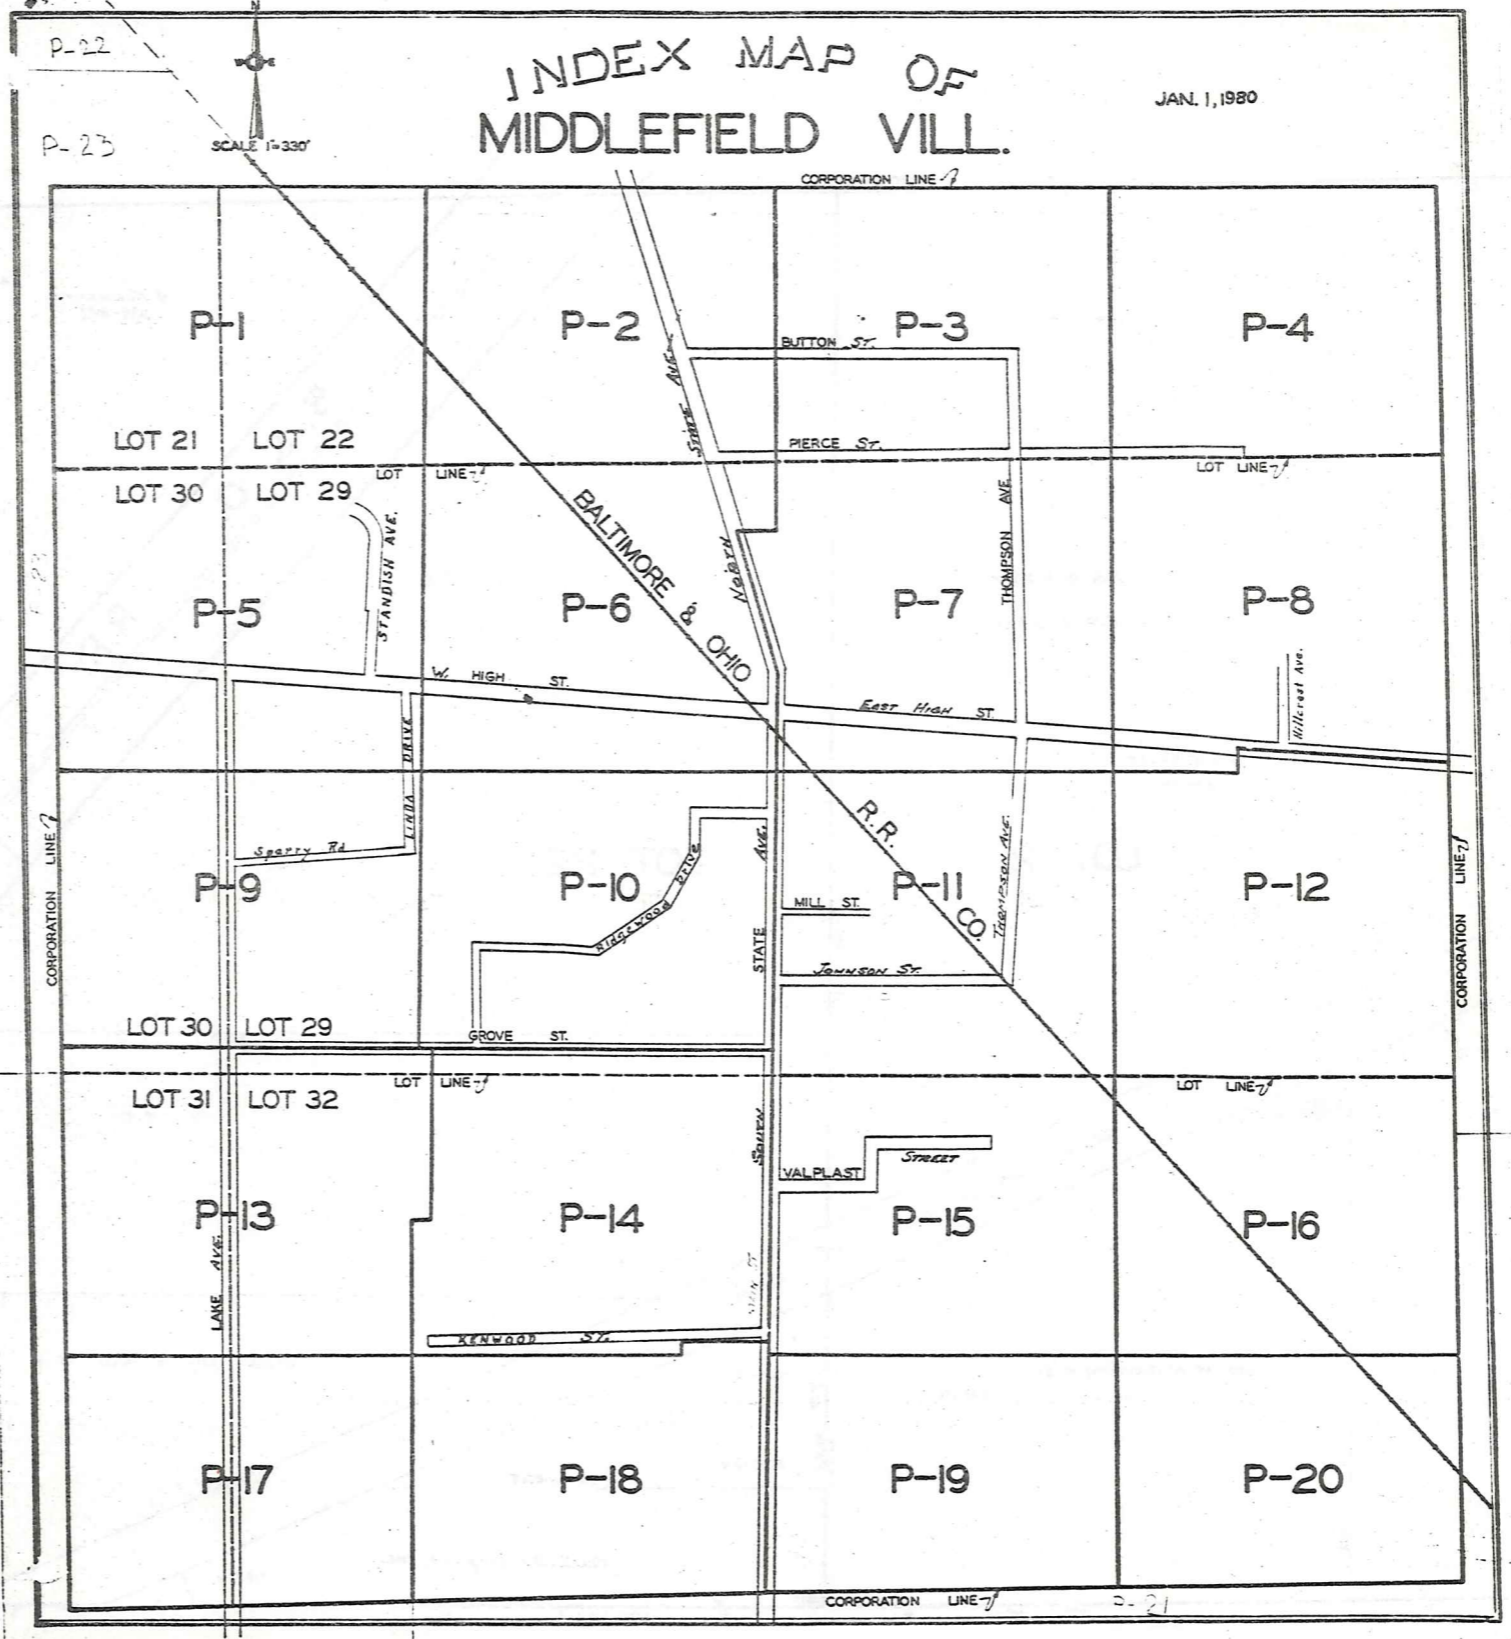 P-22
N
INDEX MAP OF
MIDDLEFIELD VILL.
JAN. 1, 1980
P-23
SCALE 1"=330'
CORPORATION LINE
P-1
P-2
P-3
P-4
BUTTON ST.
STATE AVE.
LOT 21
LOT 22
PIERCE ST.
LOT LINE
LOT LINE
LOT 30
LOT 29
STANDISH AVE.
BALTIMORE & OHIO
NORTH
THOMPSON AVE.
P-5
P-6
P-7
P-8
Hillcrest Ave.
W. HIGH ST.
EAST HIGH ST.
LINDA DRIVE
R.R.
CORPORATION LINE
Sperry Rd
Ridgewood Drive
STATE AVE.
THOMPSON AVE.
CORPORATION LINE
P-9
P-10
P-11
P-12
MILL ST.
CO.
JOHNSON ST.
LOT 30
LOT 29
GROVE ST.
LOT LINE
LOT LINE
LOT 31
LOT 32
SOUTH
VALPLAST STREET
P-13
P-14
P-15
P-16
LAKE AVE.
KENWOOD ST.
P-17
P-18
P-19
P-20
CORPORATION LINE
P-21